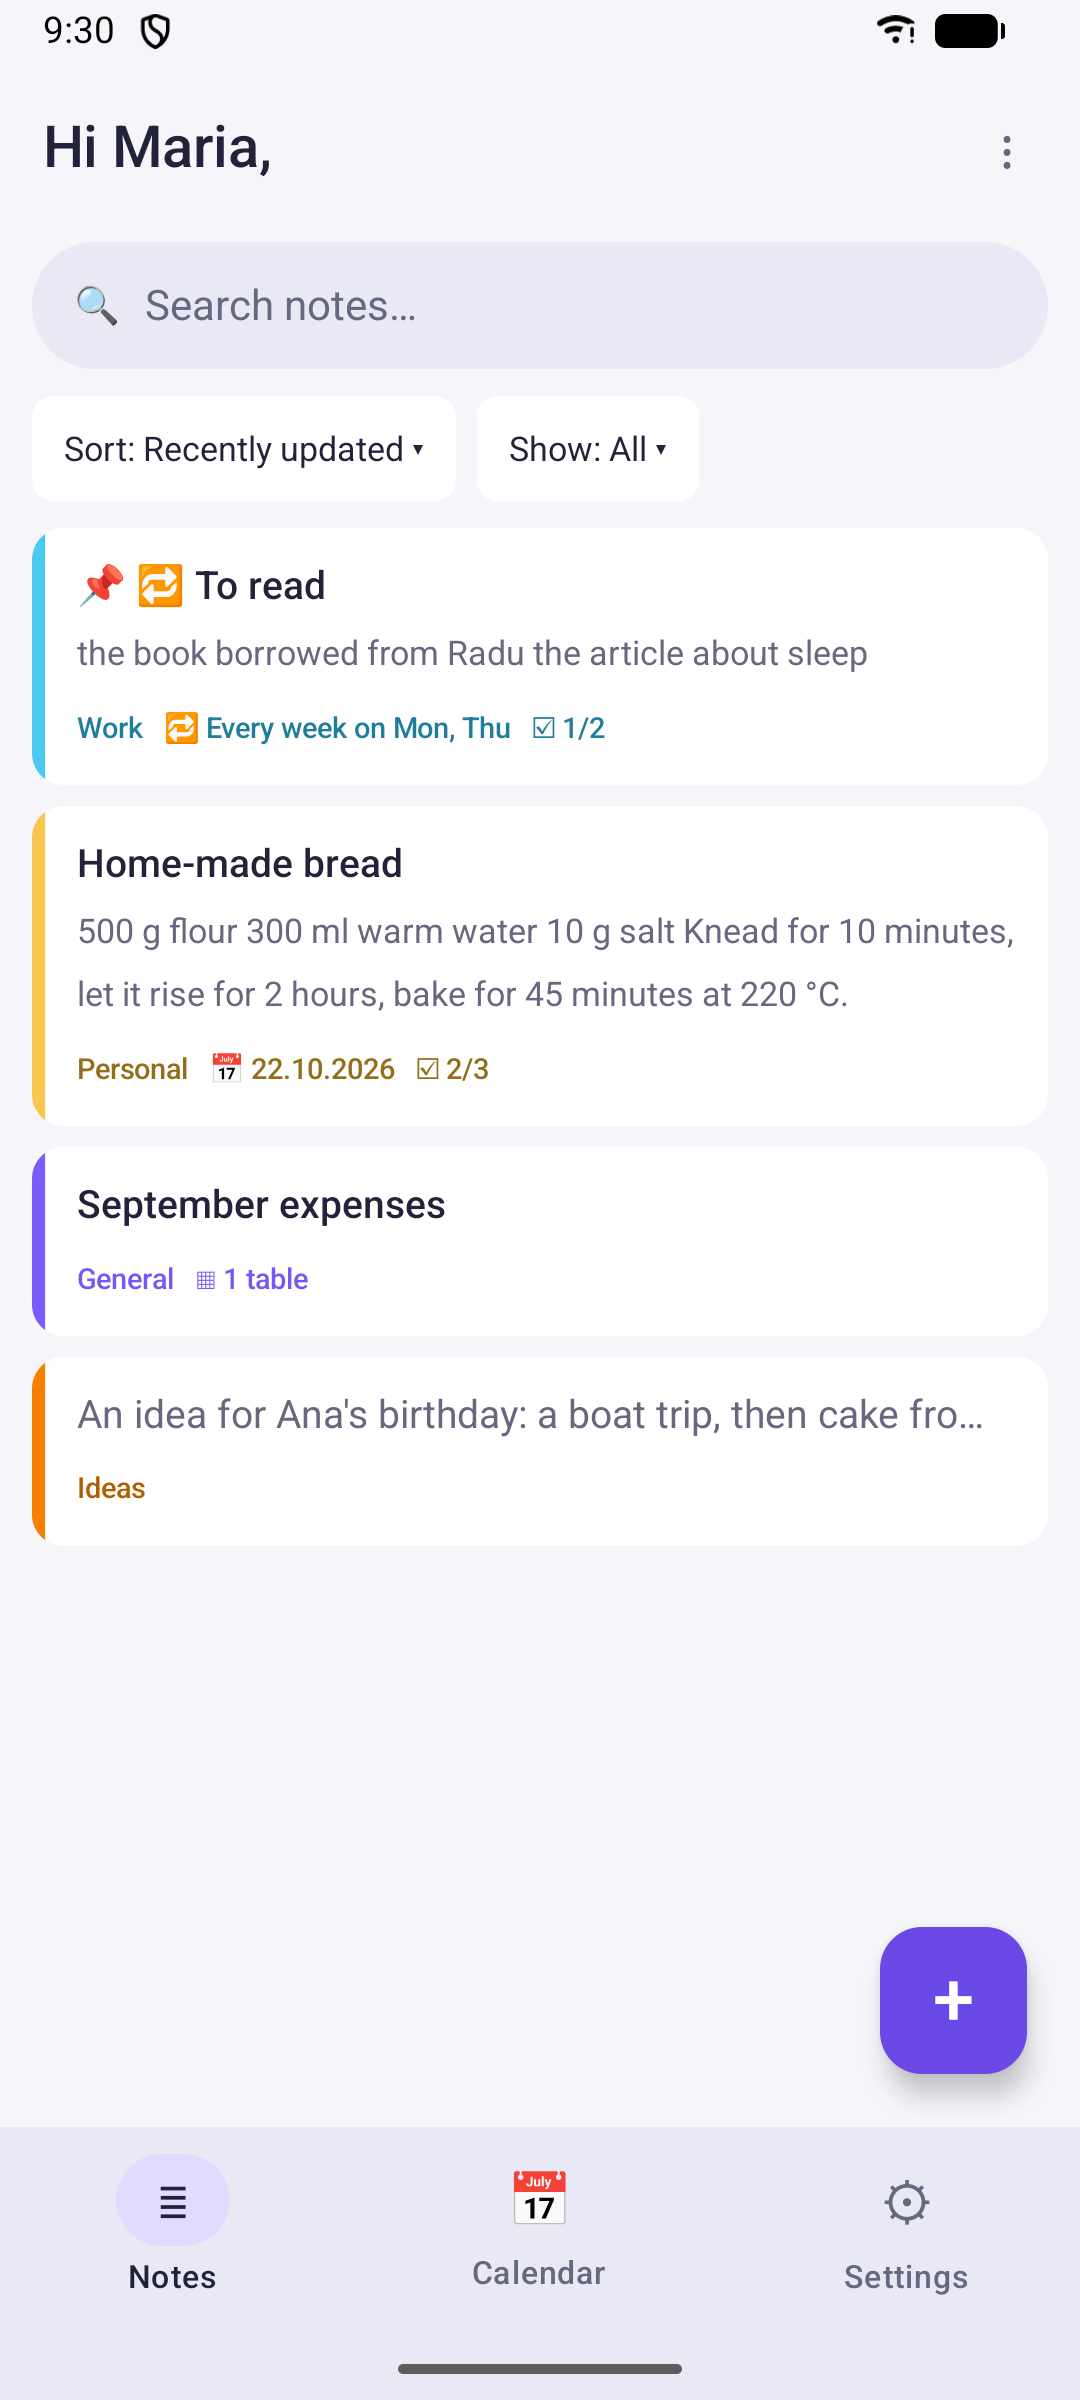 9:30
Hi Maria,
🔍 Search notes…
Sort: Recently updated ▾ Show: All ▾
📌 🔁 To read
the book borrowed from Radu the article about sleep
Work 🔁 Every week on Mon, Thu ☑ 1/2
Home-made bread
500 g flour 300 ml warm water 10 g salt Knead for 10 minutes,
let it rise for 2 hours, bake for 45 minutes at 220 °C.
Personal 📅 22.10.2026 ☑ 2/3
September expenses
General ▦ 1 table
An idea for Ana's birthday: a boat trip, then cake fro…
Ideas
+
July
17
Notes Calendar Settings